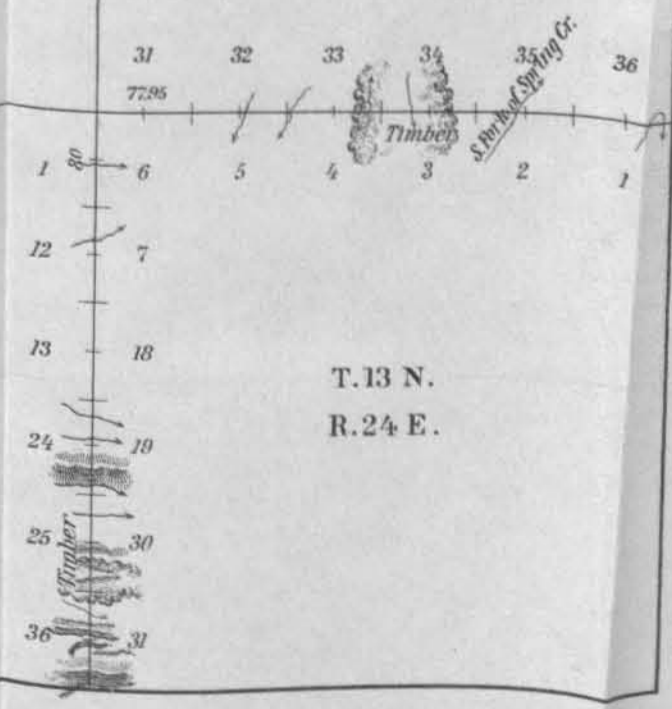 31 32 33 34 35 36
77.95
S. Fork of Spring Cr.
Timber
80
1 6 5 4 3 2 1
12 7
13 18
T. 13 N.
R. 24 E.
24 19
25 30
Timber
36 31